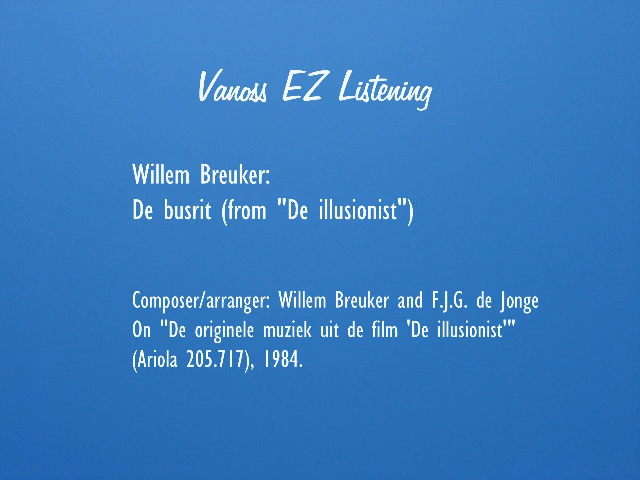 Vanoss EZ Listening
Willem Breuker:
De busrit (from "De illusionist")
Composer/arranger: Willem Breuker and F.J.G. de Jonge
On "De originele muziek uit de film 'De illusionist'"
(Ariola 205.717), 1984.